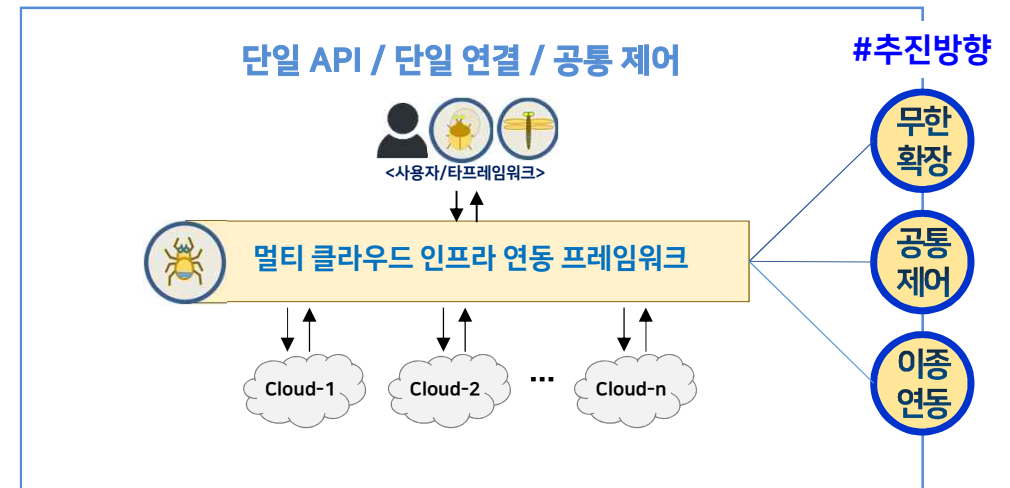 단일 API / 단일 연결 / 공통 제어
#추진방향
<사용자/타프레임워크>
멀티 클라우드 인프라 연동 프레임워크
Cloud-1
Cloud-2
...
Cloud-n
무한
확장
공통
제어
이종
연동